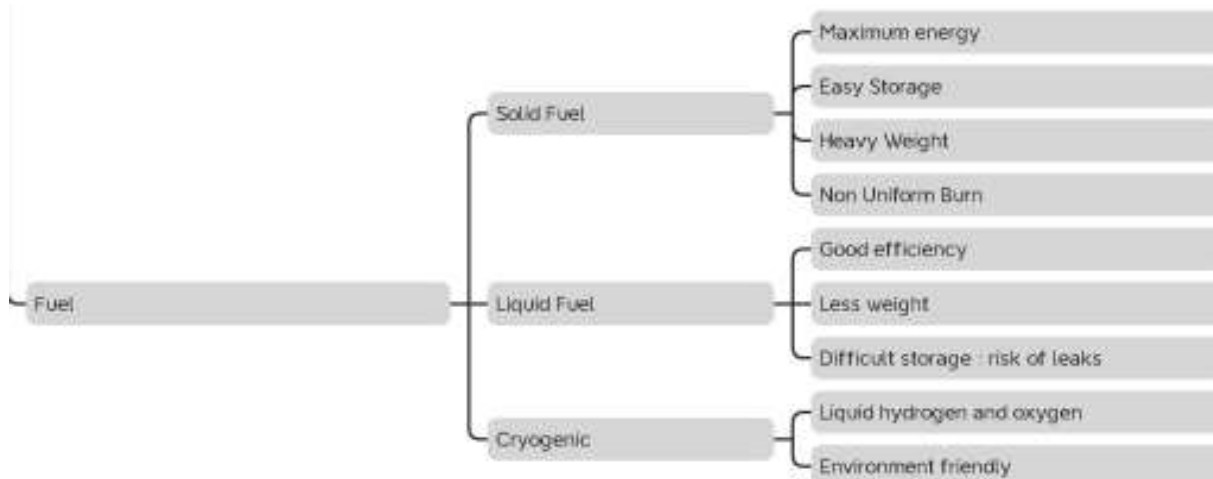 Maximum energy
Easy Storage
Solid Fuel
Heavy Weight
Non Uniform Burn
Good efficiency
Fuel
Liquid Fuel
Less weight
Difficult storage : risk of leaks
Liquid hydrogen and oxygen
Cryogenic
Environment friendly